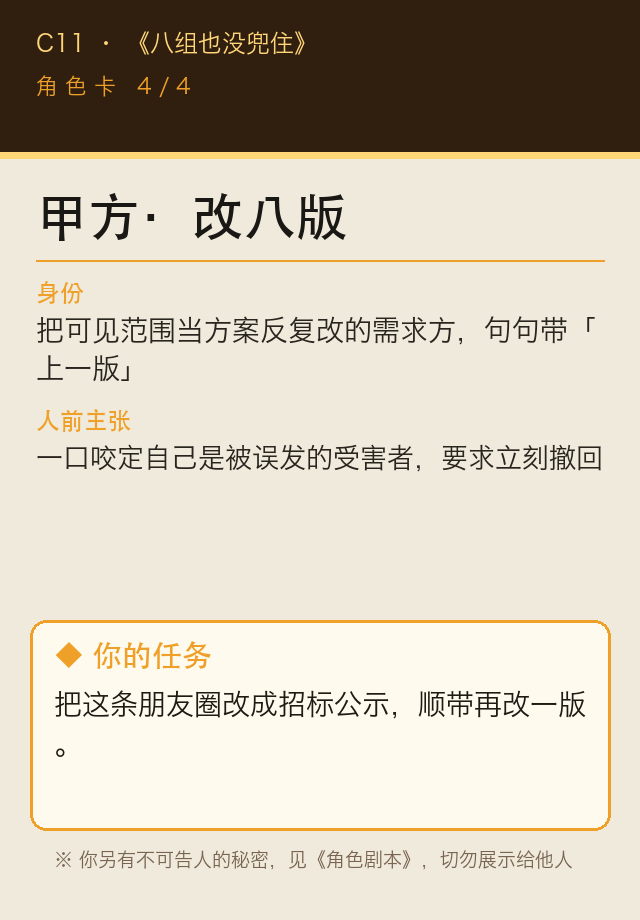 C11 · 《八组也没兜住》
角色卡 4/4
甲方· 改八版
身份
把可见范围当方案反复改的需求方，句句带「
上一版」
人前主张
一口咬定自己是被误发的受害者，要求立刻撤回
◆ 你的任务
把这条朋友圈改成招标公示，顺带再改一版
。
※ 你另有不可告人的秘密，见《角色剧本》，切勿展示给他人